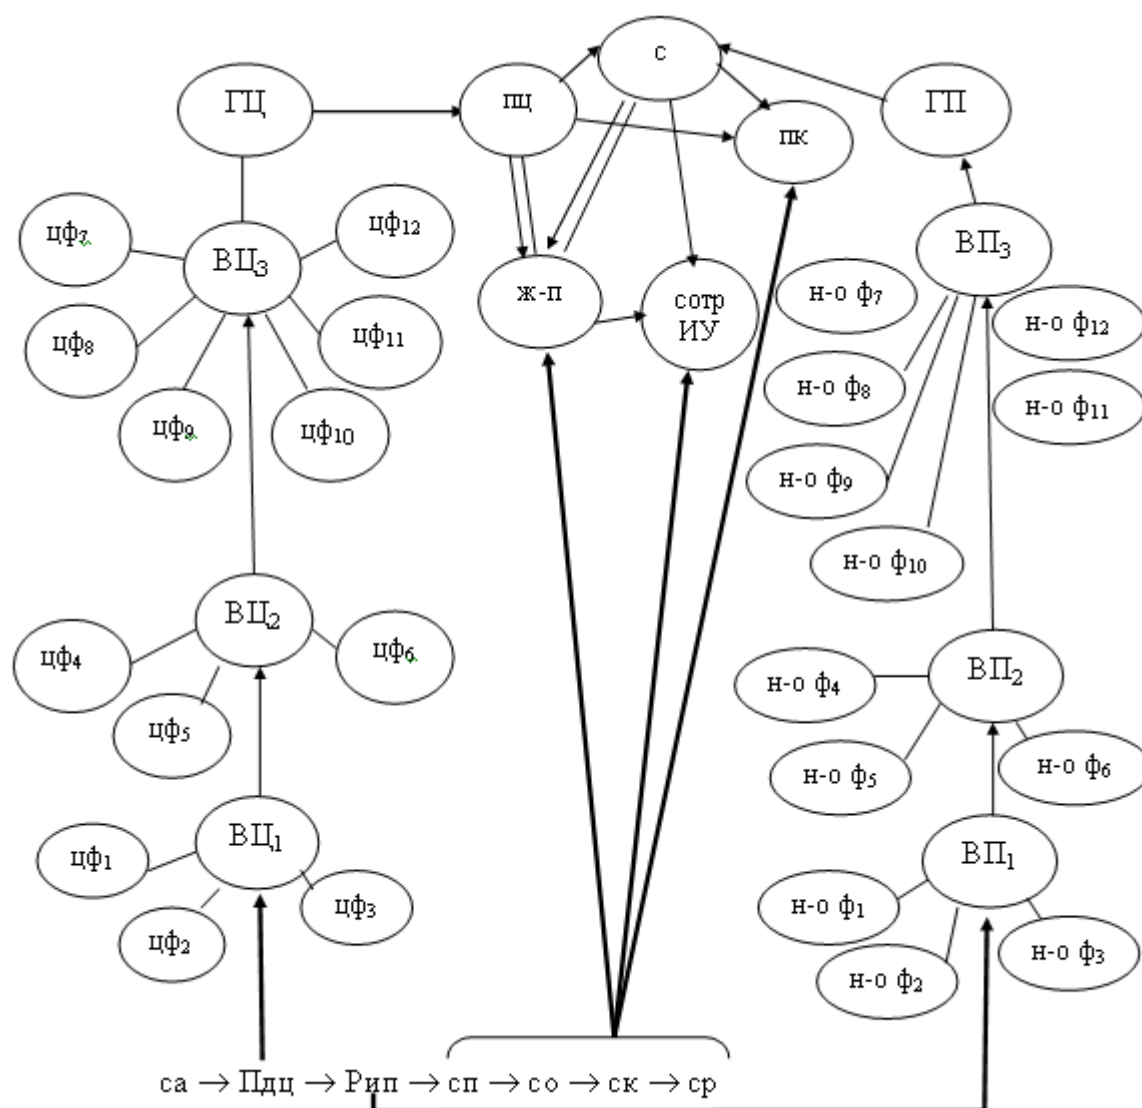 с
ГЦ
пц
ГП
пк
цф7
цф12
ВЦ3
ВП3
ж-п
сотр
ИУ
н-о ф7
цф8
цф11
н-о ф12
н-о ф8
н-о ф11
цф9
цф10
н-о ф9
н-о ф10
ВЦ2
цф4
цф6
цф5
ВП2
н-о ф4
н-о ф5
н-о ф6
ВЦ1
цф1
цф2
цф3
ВП1
н-о ф1
н-о ф2
н-о ф3
са → Пдц → Рип → сп → со → ск → ср